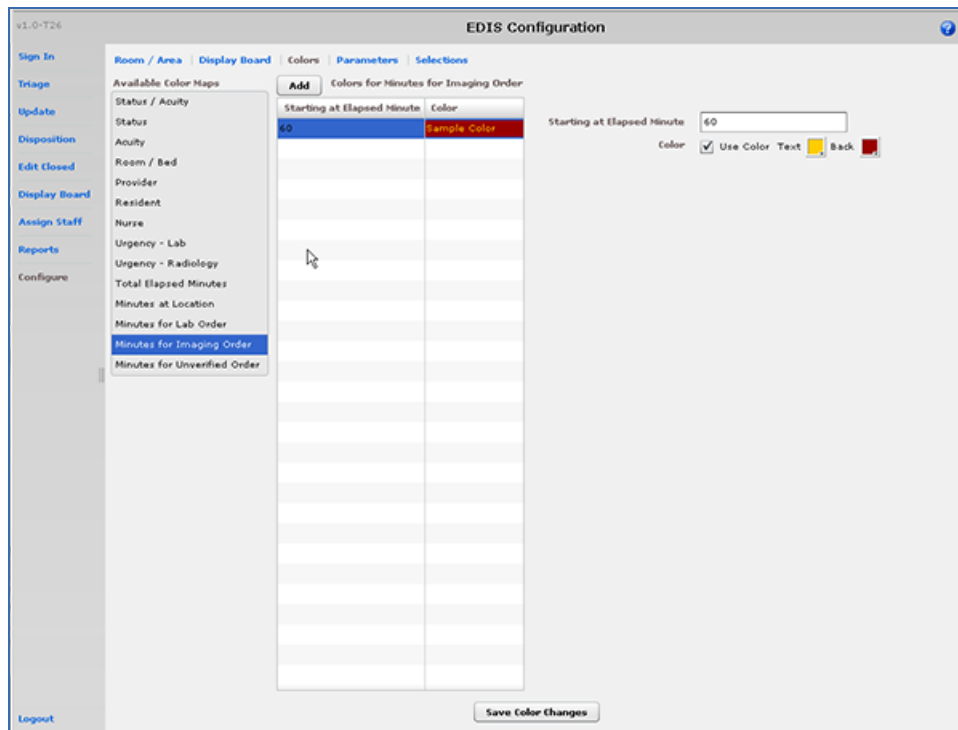 v1.0-T26
EDIS Configuration
?
Sign In
Triage
Update
Disposition
Edit Closed
Display Board
Assign Staff
Reports
Configure
Logout
Room / Area | Display Board | Colors | Parameters | Selections
Available Color Maps
Status / Acuity
Status
Acuity
Room / Bed
Provider
Resident
Nurse
Urgency - Lab
Urgency - Radiology
Total Elapsed Minutes
Minutes at Location
Minutes for Lab Order
Minutes for Imaging Order
Minutes for Unverified Order
Add Colors for Minutes for Imaging Order
Starting at Elapsed Minute Color
60 Sample Color
Starting at Elapsed Minute 60
Color Use Color Text Back
Save Color Changes